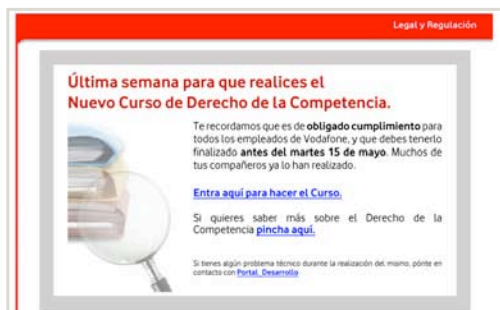 Legal y Regulación
Última semana para que realices el
Nuevo Curso de Derecho de la Competencia.
Te recordamos que es de obligado cumplimiento para
todos los empleados de Vodafone, y que debes tenerlo
finalizado antes del martes 15 de mayo. Muchos de
tus compañeros ya lo han realizado.
Entra aquí para hacer el Curso.
Si quieres saber más sobre el Derecho de la
Competencia pincha aquí.
Si tienes algún problema técnico durante la realización del mismo, pónte en
contacto con Portal_Desarrollo